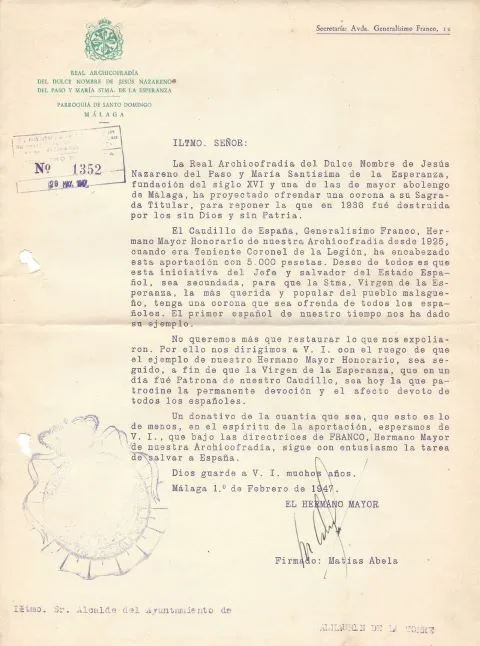 Secretaría: Avda. Generalísimo Franco, 15
REAL ARCHICOFRADÍA
DEL DULCE NOMBRE DE JESÚS NAZARENO
DEL PASO Y MARÍA STMA. DE LA ESPERANZA
PARROQUIA DE SANTO DOMINGO
MÁLAGA
Nº 1352
ILTMO. SEÑOR:
La Real Archicofradía del Dulce Nombre de Jesús
Nazareno del Paso y María Santísima de la Esperanza,
fundación del siglo XVI y una de las de mayor abolengo
de Málaga, ha proyectado ofrendar una corona a su Sagra-
da Titular, para reponer la que en 1938 fué destruida
por los sin Dios y sin Patria.
El Caudillo de España, Generalísimo Franco, Her-
mano Mayor Honorario de nuestra Archicofradía desde 1925,
cuando era Teniente Coronel de la Legión, ha encabezado
esta aportación con 5 000 pesetas. Deseo de todos es que
esta iniciativa del Jefe y salvador del Estado Espa-
ñol, sea secundada, para que la Stma. Virgen de la Es-
peranza, la más querida y popular del pueblo malague-
ño, tenga una corona que sea ofrenda de todos los espa-
ñoles. El primer español de nuestro tiempo nos ha dado
su ejemplo.
No queremos más que restaurar lo que nos expolia-
ron. Por ello nos dirigimos a V. I. con el ruego de que
el ejemplo de nuestro Hermano Mayor Honorario, sea se-
guido, a fin de que la Virgen de la Esperanza, que en un
día fué Patrona de nuestro Caudillo, sea hoy la que pa-
trocine la permanente devoción y el afecto devoto de
todos los españoles.
Un donativo de la cuantía que sea, que esto es lo
de menos, en el espíritu de la aportación, esperamos de
V. I., que bajo las directrices de FRANCO, Hermano Mayor
de nuestra Archicofradía, sigue con entusiasmo la tarea
de salvar a España.
Dios guarde a V. I. muchos años.
Málaga 1.º de Febrero de 1947.
EL HERMANO MAYOR
Firmado: Matías Abela
Iltmo. Sr. Alcalde del Ayuntamiento de
ALHAURIN DE LA TORRE